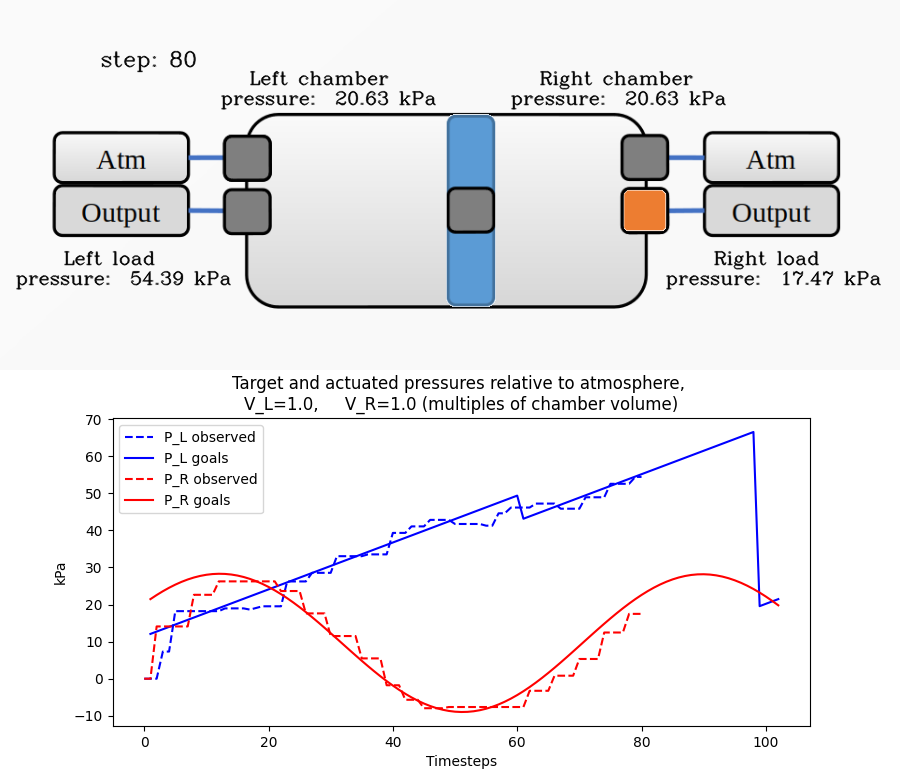 step: 80
Left chamber
pressure: 20.63 kPa
Right chamber
pressure: 20.63 kPa
Atm
Output
Atm
Output
Left load
pressure: 54.39 kPa
Right load
pressure: 17.47 kPa
Target and actuated pressures relative to atmosphere,
V_L=1.0, V_R=1.0 (multiples of chamber volume)
P_L observed
P_L goals
P_R observed
P_R goals
kPa
70
60
50
40
30
20
10
0
−10
0 20 40 60 80 100
Timesteps